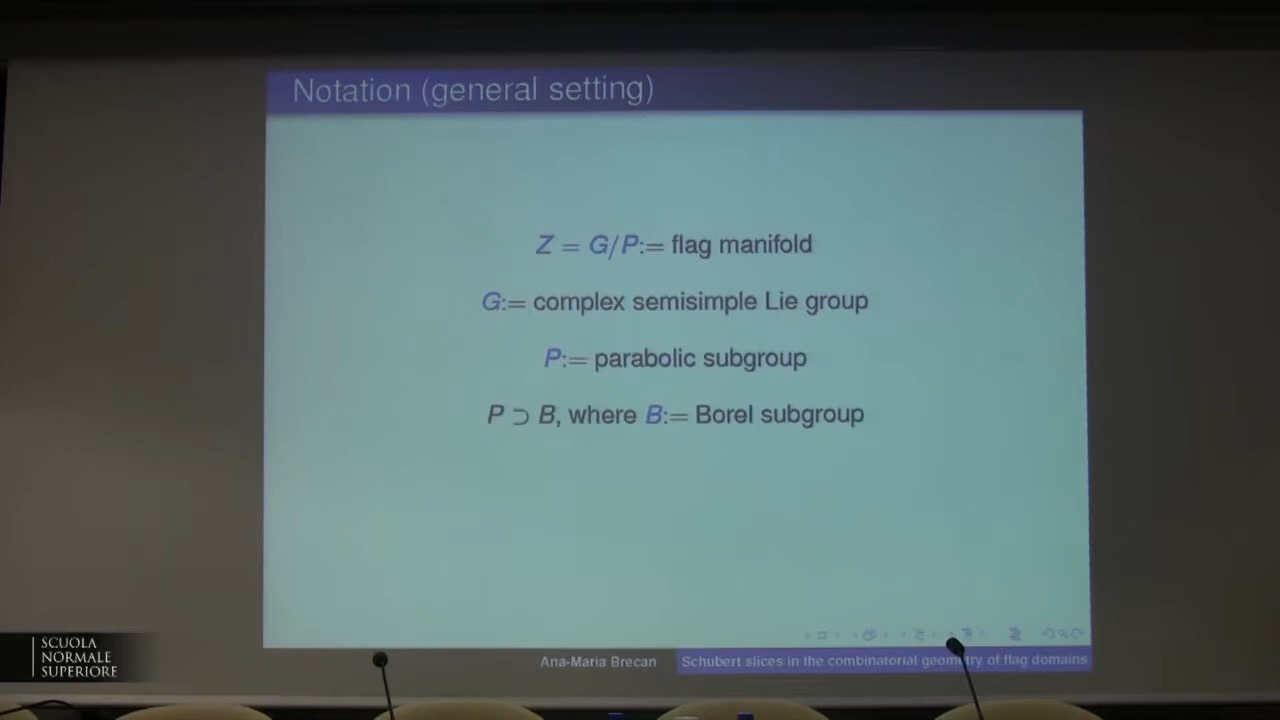 Notation (general setting)
Z = G/P:= flag manifold
G:= complex semisimple Lie group
P:= parabolic subgroup
P ⊃ B, where B:= Borel subgroup
SCUOLA
NORMALE
SUPERIORE
Ana-Maria Brecan
Schubert slices in the combinatorial geometry of flag domains